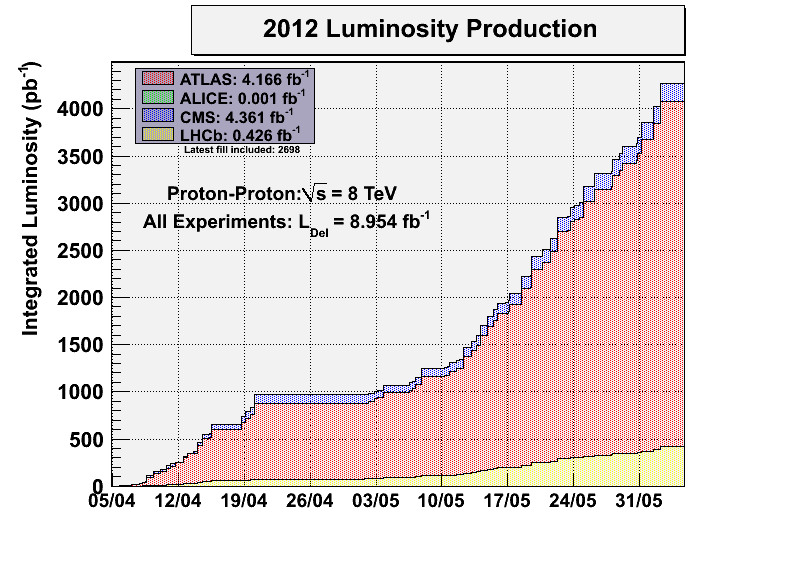 2012 Luminosity Production
Integrated Luminosity (pb⁻¹)
ATLAS: 4.166 fb⁻¹
ALICE: 0.001 fb⁻¹
CMS: 4.361 fb⁻¹
LHCb: 0.426 fb⁻¹
Latest fill included: 2698
Proton-Proton:√s = 8 TeV
All Experiments: L_Del = 8.954 fb⁻¹
4000
3500
3000
2500
2000
1500
1000
500
0
05/04 12/04 19/04 26/04 03/05 10/05 17/05 24/05 31/05